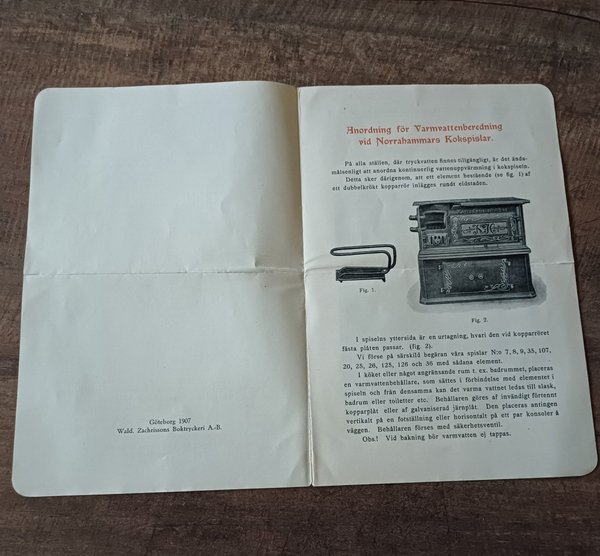 Göteborg 1907
Wald. Zachrissons Boktryckeri A.-B.
Anordning för Varmvattenberedning
vid Norrahammars Kokspislar.
På alla ställen, där tryckvatten finnes tillgängligt, är det ända-
målsenligt att anordna kontinuerlig vattenuppvärmning i kokspiseln.
Detta sker därigenom, att ett element bestående (se fig. 1) af
ett dubbelkrökt kopparrör inlägges rundt eldstaden.
Fig. 1.
Fig. 2.
I spiselns yttersida är en urtagning, hvari den vid kopparröret
fästa plåten passar. (fig. 2).
Vi förse på särskild begäran våra spislar N:o 7, 8, 9, 35, 107,
20, 25, 26, 125, 126 och 36 med sådana element.
I köket eller något angränsande rum t. ex. badrummet, placeras
en varmvattenbehållare, som sättes i förbindelse med elementet i
spiseln och från densamma kan det varma vattnet ledas till slask,
badrum eller toiletter etc. Behållaren göres af invändigt förtennt
kopparplåt eller af galvaniserad järnplåt. Den placeras antingen
vertikalt på en fotställning eller horisontalt på ett par konsoler å
väggen. Behållaren förses med säkerhetsventil.
Obs! Vid bakning bör varmvatten ej tappas.